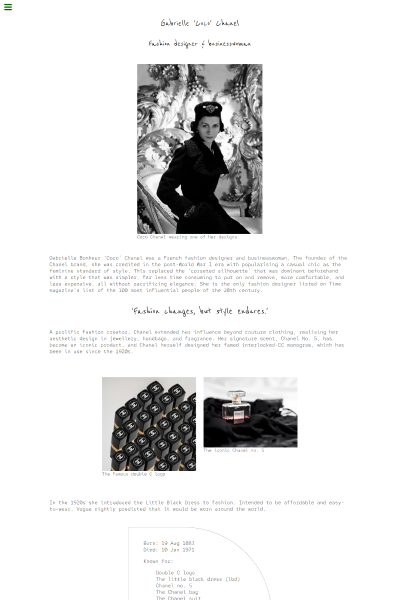 Gabrielle 'Coco' Chanel
Fashion designer & businesswoman
Coco Chanel wearing one of her designs
Gabrielle Bonheur 'Coco' Chanel was a French fashion designer and businesswoman. The founder of the
Chanel brand, she was credited in the post-World War I era with popularising a casual chic as the
feminine standard of style. This replaced the 'corseted silhouette' that was dominant beforehand
with a style that was simpler, far less time consuming to put on and remove, more comfortable, and
less expensive, all without sacrificing elegance. She is the only fashion designer listed on Time
magazine's list of the 100 most influential people of the 20th century.
'Fashion changes, but style endures.'
A prolific fashion creator, Chanel extended her influence beyond couture clothing, realising her
aesthetic design in jewellery, handbags, and fragrance. Her signature scent, Chanel No. 5, has
become an iconic product, and Chanel herself designed her famed interlocked-CC monogram, which has
been in use since the 1920s.
The iconic Chanel no. 5
The famous double C logo
In the 1920s she introduced the Little Black Dress to fashion. Intended to be affordable and easy-
to-wear. Vogue rightly predicted that it would be worn around the world.
Born: 19 Aug 1883
Died: 10 Jan 1971
Known for:
Double C logo
The little black dress (lbd)
Chanel no. 5
The Chanel bag
The Chanel suit